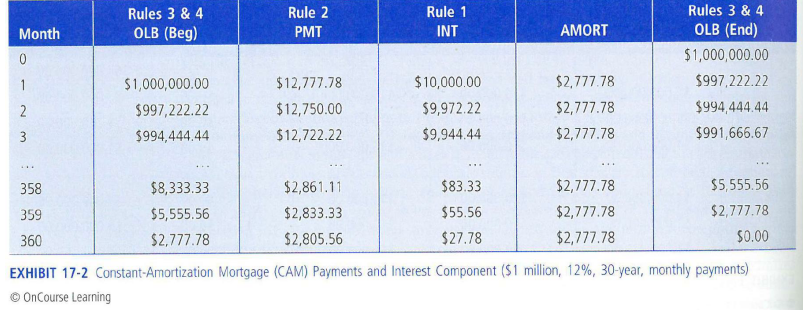 Month Rules 3 & 4 OLB (Beg) Rule 2 PMT Rule 1 INT AMORT Rules 3 & 4 OLB (End)
0 $1,000,000.00
1 $1,000,000.00 $12,777.78 $10,000.00 $2,777.78 $997,222.22
2 $997,222.22 $12,750.00 $9,972.22 $2,777.78 $994,444.44
3 $994,444.44 $12,722.22 $9,944.44 $2,777.78 $991,666.67
... ... ... ... ... ...
358 $8,333.33 $2,861.11 $83.33 $2,777.78 $5,555.56
359 $5,555.56 $2,833.33 $55.56 $2,777.78 $2,777.78
360 $2,777.78 $2,805.56 $27.78 $2,777.78 $0.00
EXHIBIT 17-2 Constant-Amortization Mortgage (CAM) Payments and Interest Component ($1 million, 12%, 30-year, monthly payments)
© OnCourse Learning